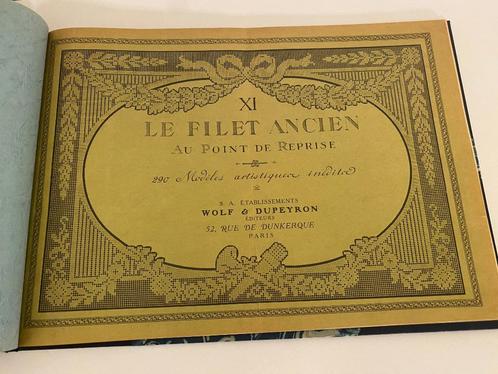 XI
LE FILET ANCIEN
AU POINT DE REPRISE
290 Modèles artistiques inédits
S. A. ÉTABLISSEMENTS
WOLF & DUPEYRON
ÉDITEURS
52, RUE DE DUNKERQUE
PARIS